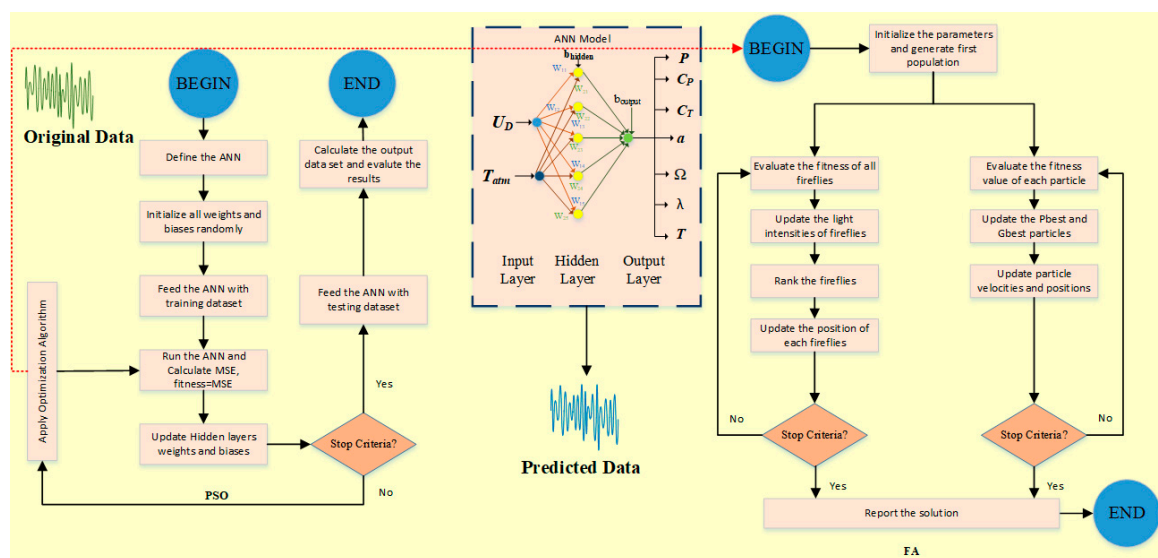 Original Data
BEGIN
Define the ANN
Initialize all weights and
biases randomly
Feed the ANN with
training dataset
Run the ANN and
Calculate MSE,
fitness=MSE
Update Hidden layers
weights and biases
Apply Optimization Algorithm
PSO
Stop Criteria?
Yes
No
Feed the ANN with
testing dataset
Calculate the output
data set and evalute the
results
END
ANN Model
b_hidden
b_output
U_D
T_atm
W_11
P
C_P
C_T
a
Ω
λ
T
Input
Layer
Hidden
Layer
Output
Layer
Predicted Data
BEGIN
Initialize the parameters
and generate first
population
Evaluate the fitness of all
fireflies
Update the light
intensities of fireflies
Rank the fireflies
Update the position of
each fireflies
Stop Criteria?
No
Yes
Evaluate the fitness
value of each particle
Update the Pbest and
Gbest particles
Update particle
velocities and positions
Stop Criteria?
No
Yes
Report the solution
END
FA